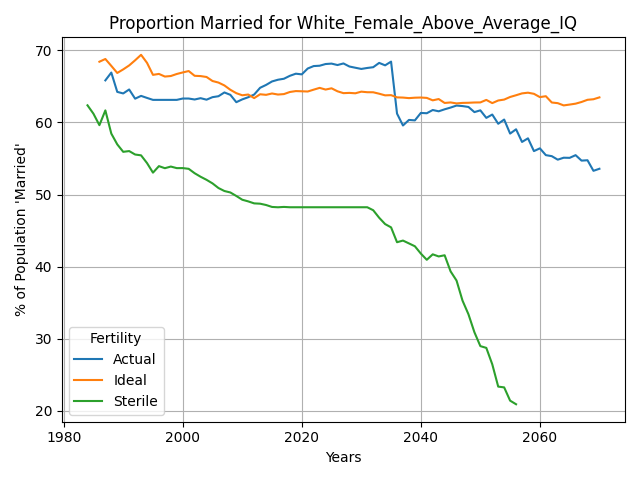 Proportion Married for White_Female_Above_Average_IQ
% of Population 'Married'
70
60
50
40
30
20
Fertility
Actual
Ideal
Sterile
1980 2000 2020 2040 2060
Years